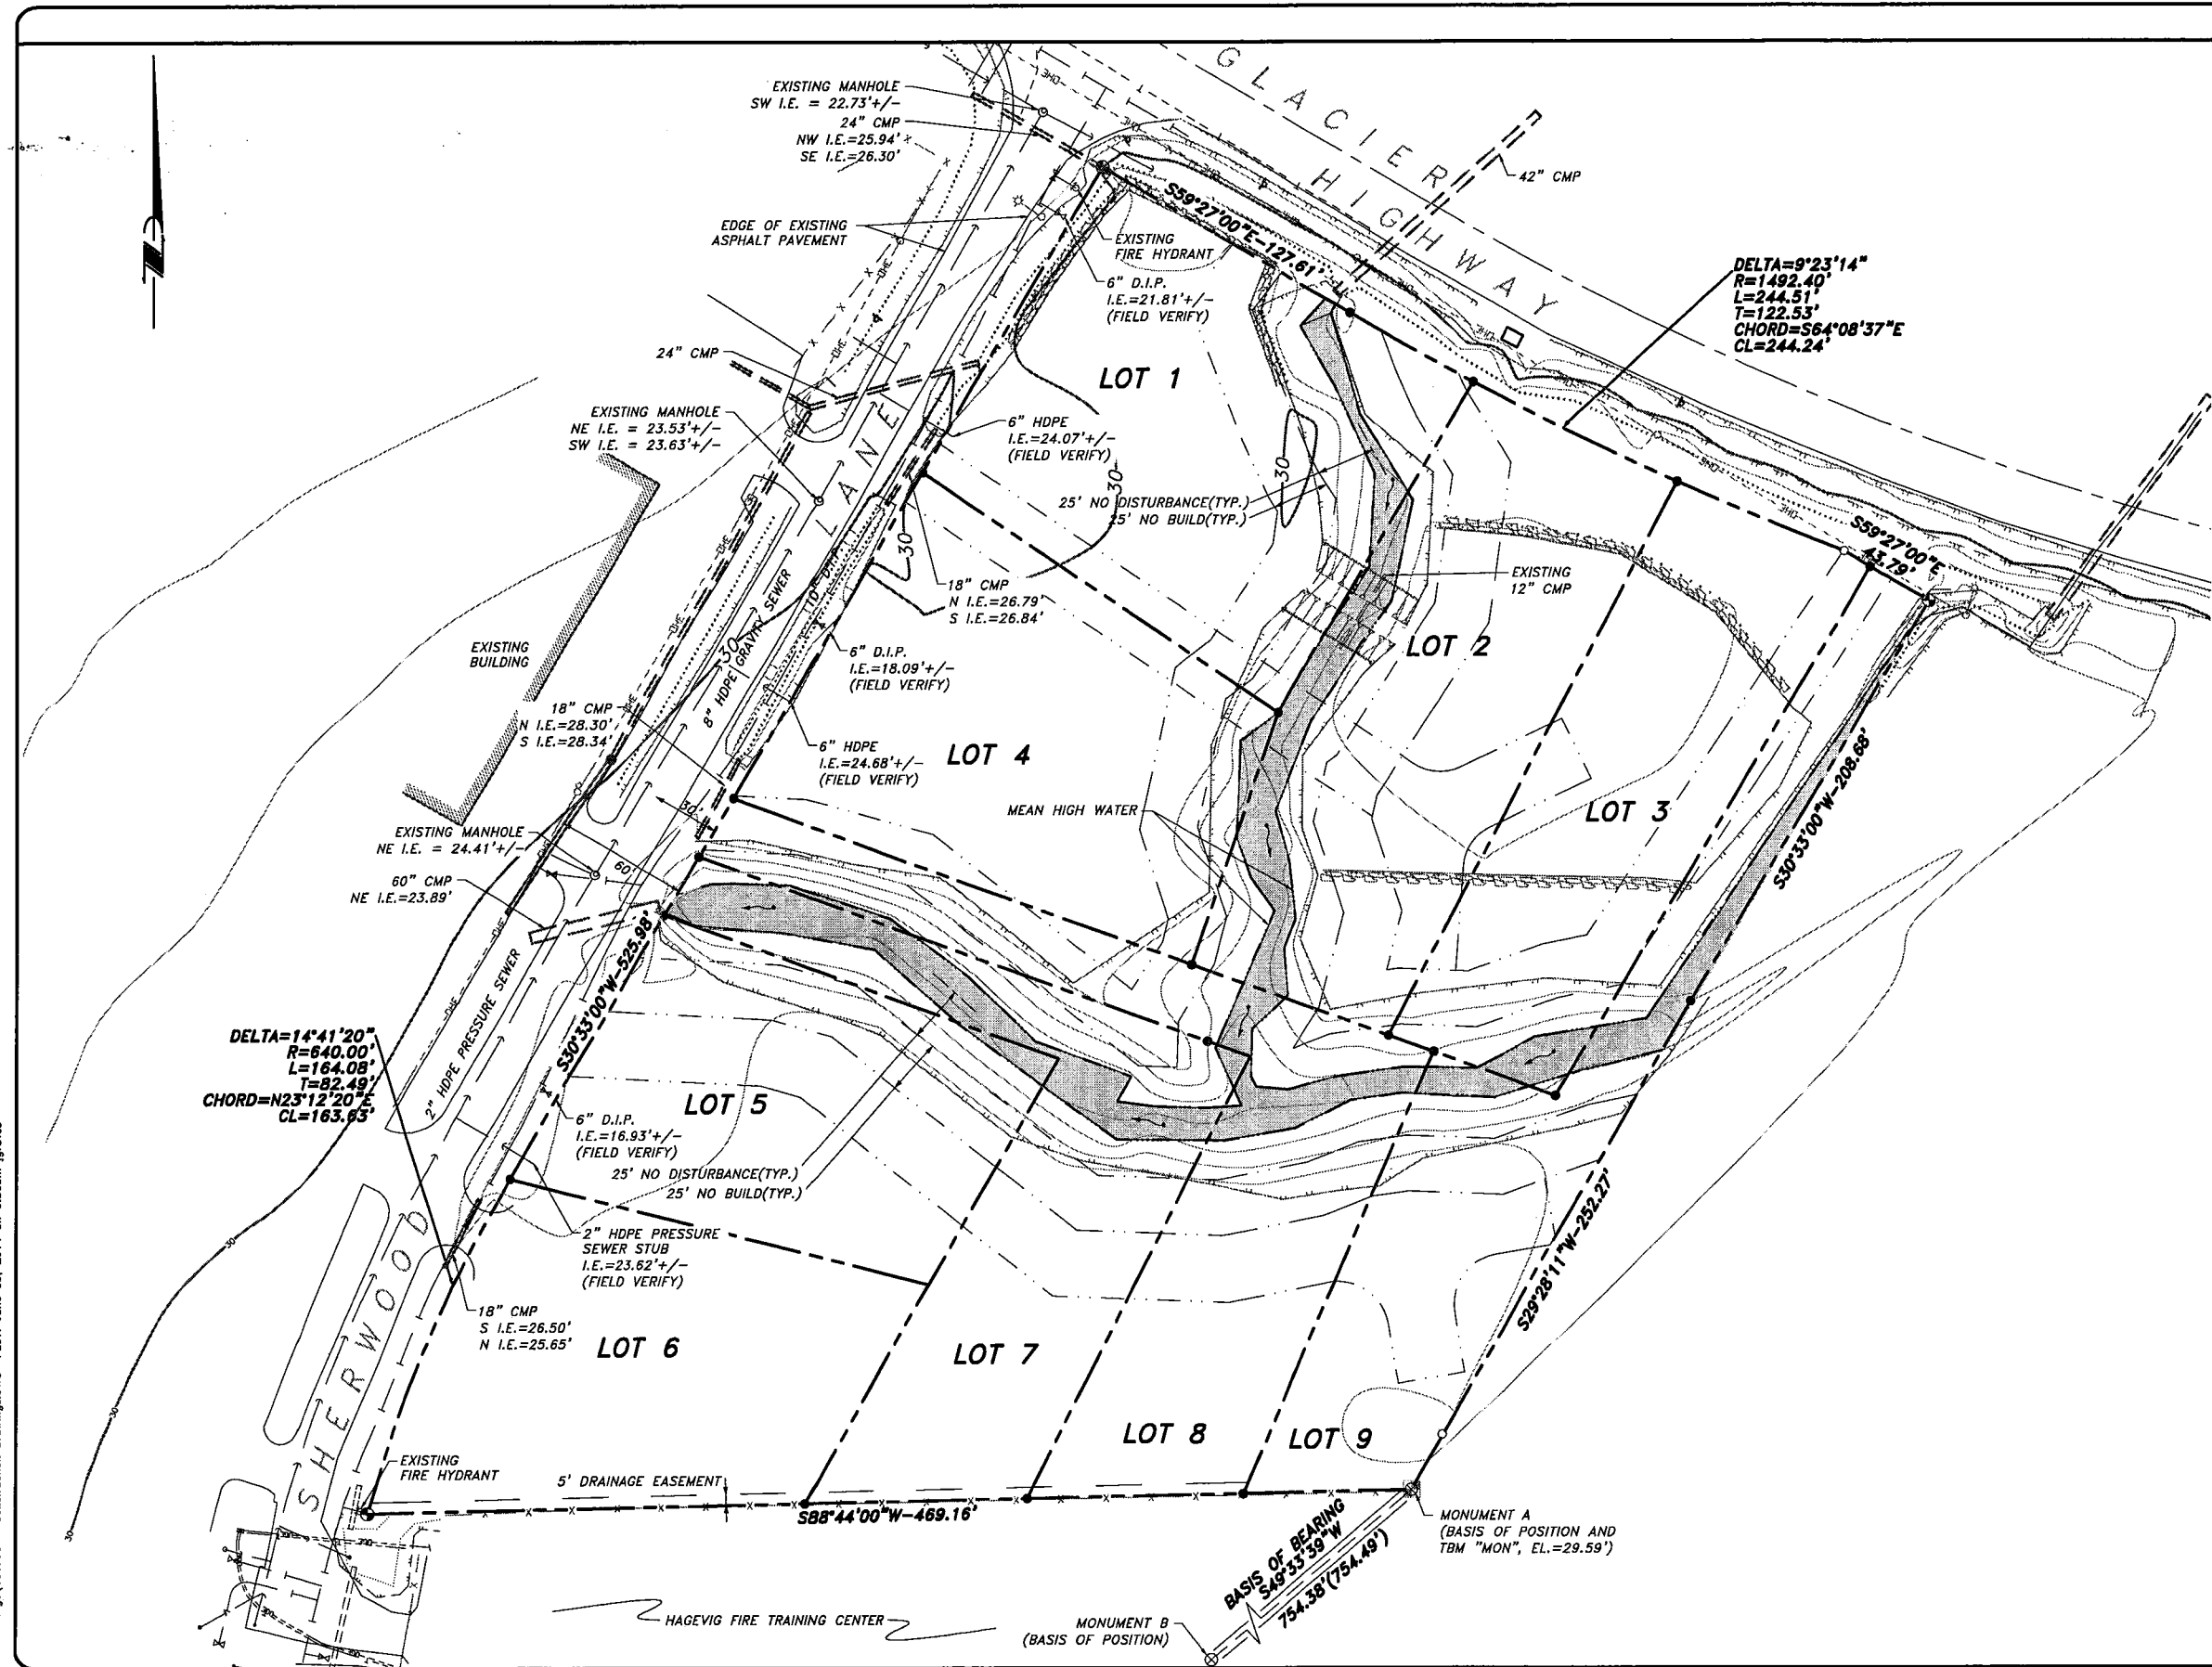 GLACIER HIGHWAY
EXISTING MANHOLE
SW I.E. = 22.73'+/-
24" CMP
NW I.E.=25.94'
SE I.E.=26.30'
42" CMP
EDGE OF EXISTING
ASPHALT PAVEMENT
S59°27'00"E-127.61'
EXISTING
FIRE HYDRANT
6" D.I.P.
I.E.=21.81'+/-
(FIELD VERIFY)
DELTA=9°23'14"
R=1492.40'
L=244.51'
T=122.53'
CHORD=S64°08'37"E
CL=244.24'
24" CMP
LOT 1
EXISTING MANHOLE
NE I.E. = 23.53'+/-
SW I.E. = 23.63'+/-
6" HDPE
I.E.=24.07'+/-
(FIELD VERIFY)
30
30
25' NO DISTURBANCE(TYP.)
25' NO BUILD(TYP.)
S59°27'00"E
43.79'
30
18" CMP
N I.E.=26.79'
S I.E.=26.84'
EXISTING
12" CMP
10" D.I.P.
8" HDPE GRAVITY SEWER
30
EXISTING
BUILDING
LOT 2
6" D.I.P.
I.E.=18.09'+/-
(FIELD VERIFY)
18" CMP
N I.E.=28.30'
S I.E.=28.34'
6" HDPE
I.E.=24.68'+/-
(FIELD VERIFY)
LOT 4
MEAN HIGH WATER
LOT 3
S30°33'00"W-208.68'
30'
60'
EXISTING MANHOLE
NE I.E. = 24.41'+/-
60" CMP
NE I.E.=23.89'
S30°33'00"W-525.98'
2" HDPE PRESSURE SEWER
DELTA=14°41'20"
R=640.00'
L=164.08'
T=82.49'
CHORD=N23°12'20"E
CL=163.63'
LOT 5
6" D.I.P.
I.E.=16.93'+/-
(FIELD VERIFY)
25' NO DISTURBANCE(TYP.)
25' NO BUILD(TYP.)
2" HDPE PRESSURE
SEWER STUB
I.E.=23.62'+/-
(FIELD VERIFY)
S29°28'11"W-252.27'
30
18" CMP
S I.E.=26.50'
N I.E.=25.65'
LOT 6
LOT 7
LOT 8
LOT 9
30
30
SHERWOOD LANE
EXISTING
FIRE HYDRANT
5' DRAINAGE EASEMENT
S88°44'00"W-469.16'
BASIS OF BEARING
S49°33'39"W
754.38'(754.49')
MONUMENT A
(BASIS OF POSITION AND
TBM "MON", EL.=29.59')
HAGEVIG FIRE TRAINING CENTER
MONUMENT B
(BASIS OF POSITION)
OHE